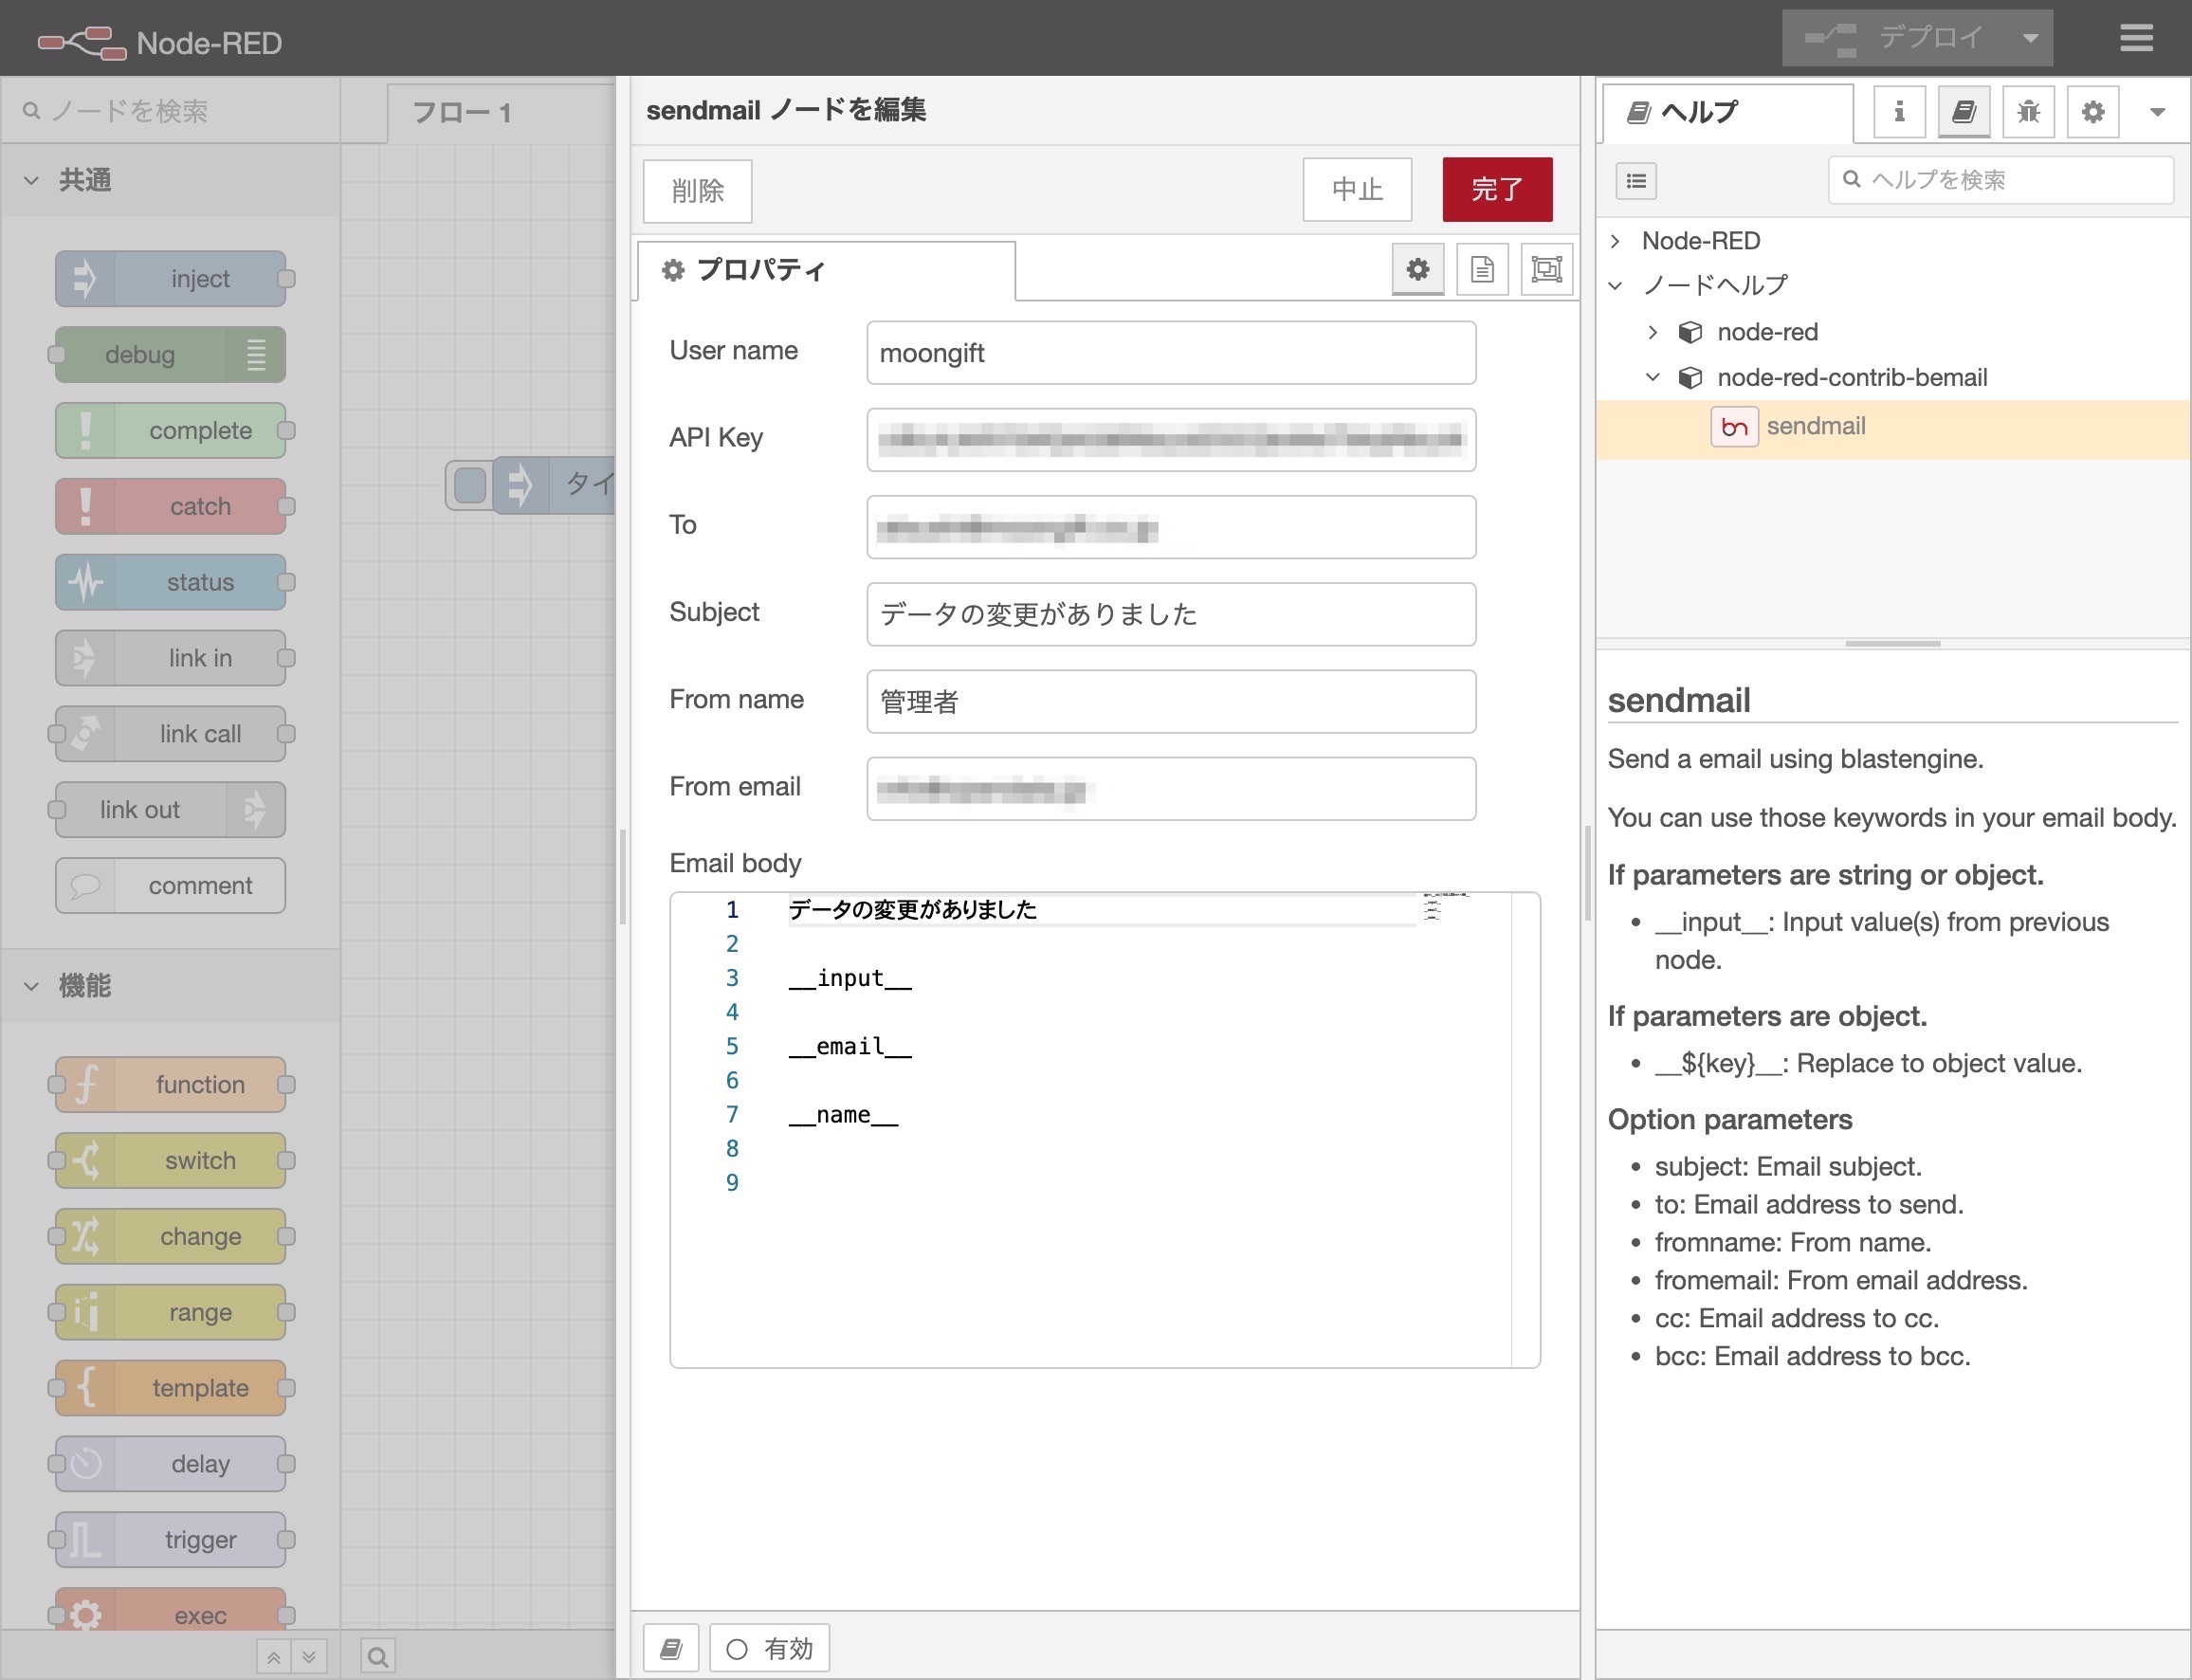 Node-RED
デプロイ
ノードを検索
フロー 1
共通
inject
debug
complete
catch
status
link in
link call
link out
comment
機能
function
switch
change
range
template
delay
trigger
exec
タイ
sendmail ノードを編集
削除
中止
完了
プロパティ
User name
moongift
API Key
To
Subject
データの変更がありました
From name
管理者
From email
Email body
1 データの変更がありました
2
3 __input__
4
5 __email__
6
7 __name__
8
9
有効
ヘルプ
ヘルプを検索
Node-RED
ノードヘルプ
node-red
node-red-contrib-bemail
bn sendmail
sendmail
Send a email using blastengine.
You can use those keywords in your email body.
If parameters are string or object.
• __input__: Input value(s) from previous
node.
If parameters are object.
• __${key}__: Replace to object value.
Option parameters
• subject: Email subject.
• to: Email address to send.
• fromname: From name.
• fromemail: From email address.
• cc: Email address to cc.
• bcc: Email address to bcc.